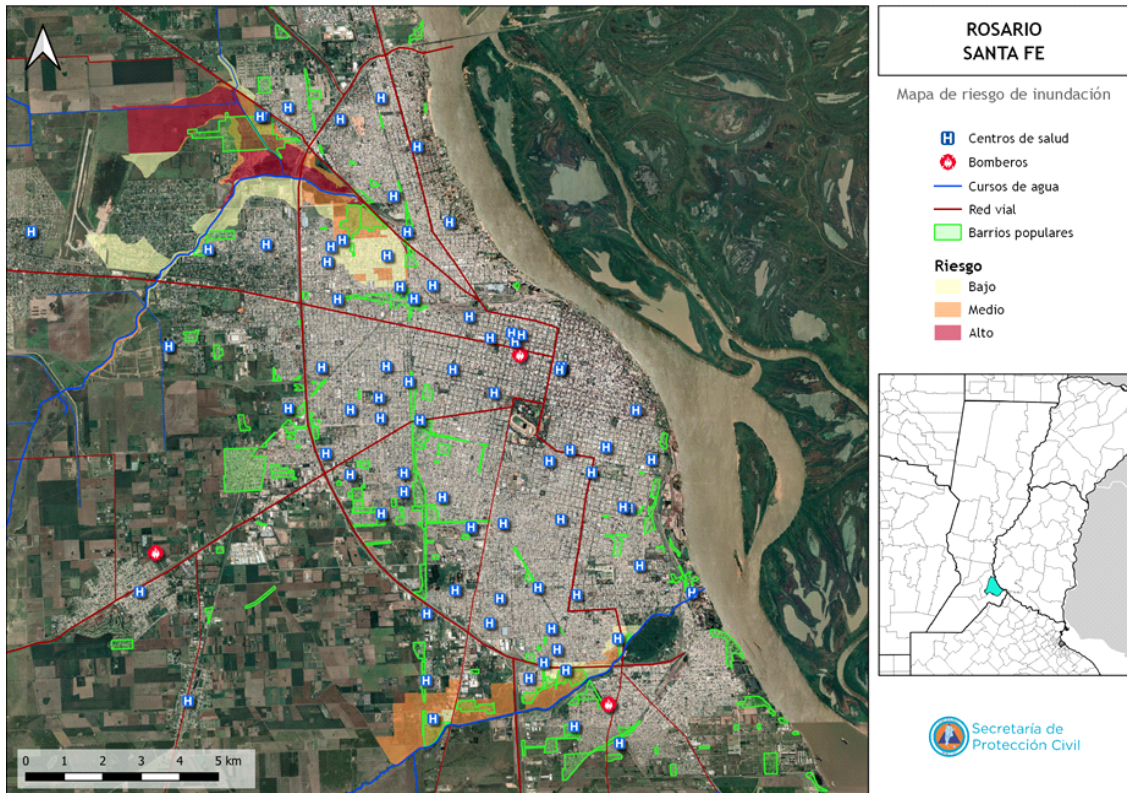 ROSARIO
SANTA FE
Mapa de riesgo de inundación
H Centros de salud
Bomberos
Cursos de agua
Red vial
Barrios populares
Riesgo
Bajo
Medio
Alto
0 1 2 3 4 5 km
Secretaría de
Protección Civil